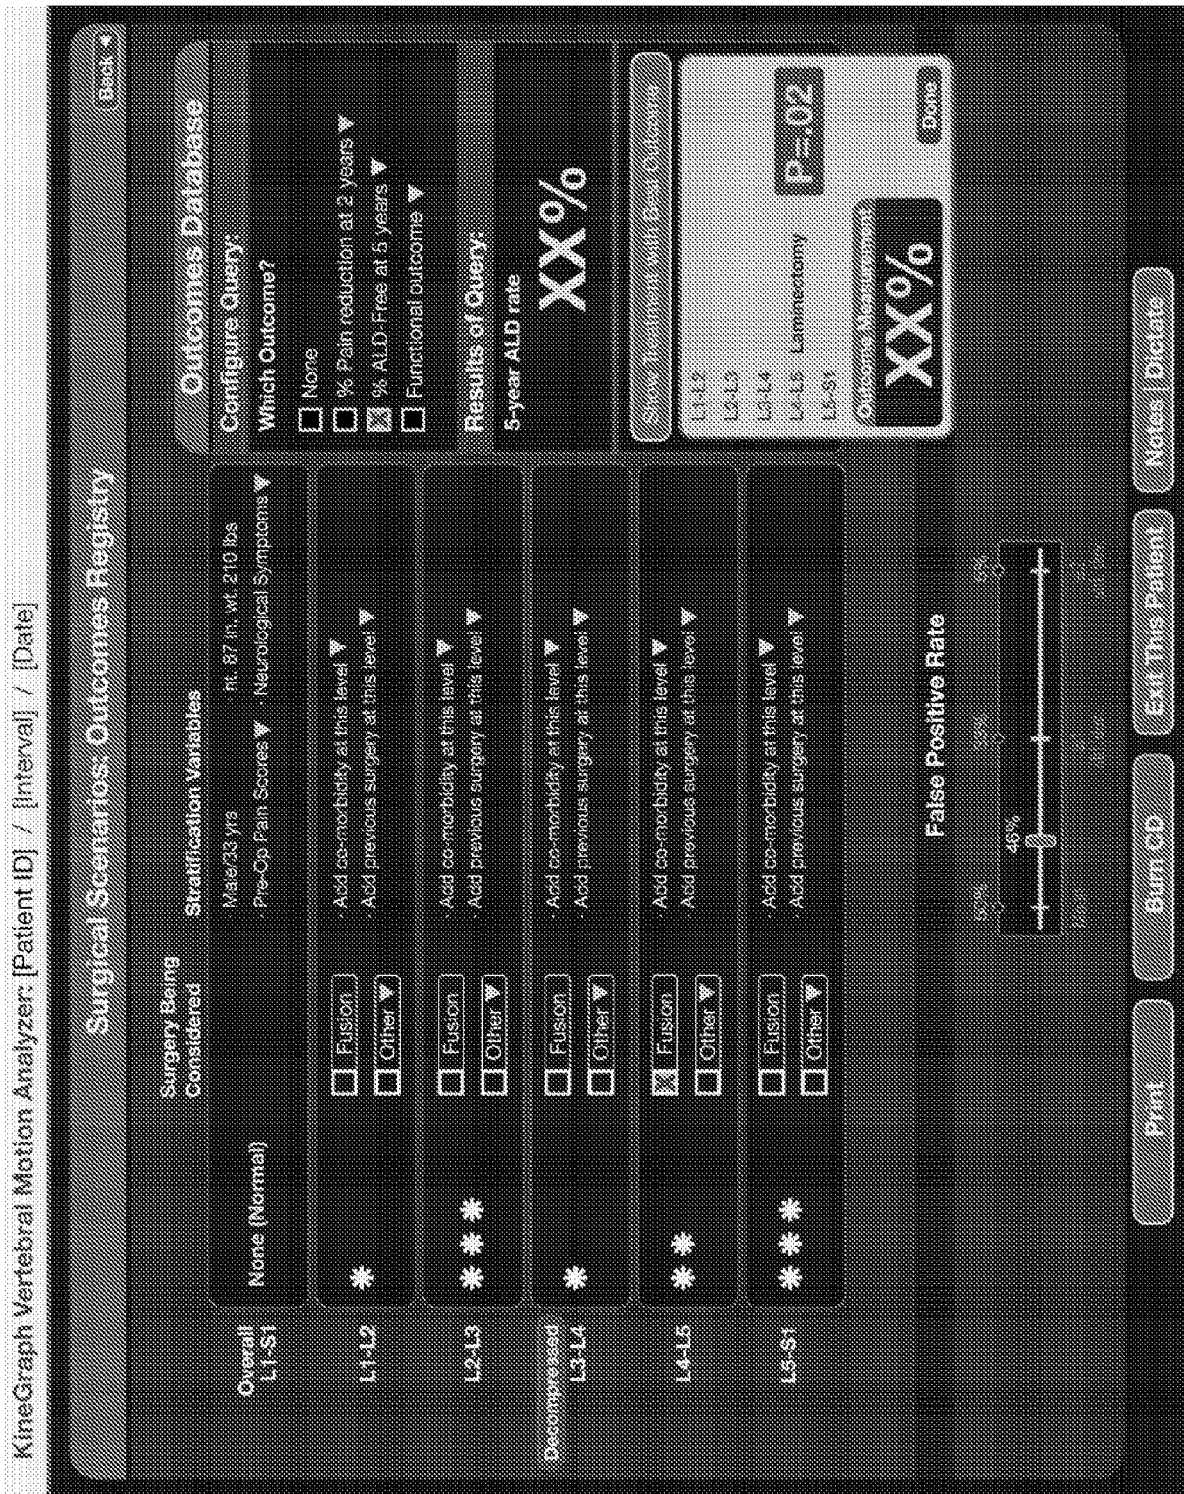 KineGraph Vertebral Motion Analyzer: [Patient ID] / [Interval] / [Date]
Surgical Scenarios: Outcomes Registry
Back ◄
Surgery Being
Considered
Stratification Variables
Overall
L1-S1
None (Normal)
Male/33 yrs
ht. 87 in, wt. 210 lbs
· Pre-Op Pain Scores▼
· Neurological Symptoms▼
L1-L2
*
Fusion
Other▼
· Add co-morbidity at this level▼
· Add previous surgery at this level▼
L2-L3
* * *
Fusion
Other▼
· Add co-morbidity at this level▼
· Add previous surgery at this level▼
Decompressed
L3-L4
*
Fusion
Other▼
· Add co-morbidity at this level▼
· Add previous surgery at this level▼
L4-L5
* *
Fusion
Other▼
· Add co-morbidity at this level▼
Add previous surgery at this level▼
L5-S1
* * *
Fusion
Other▼
· Add co-morbidity at this level▼
Add previous surgery at this level▼
Outcomes Database
Configure Query:
Which Outcome?
None
% Pain reduction at 2 years▼
% ALD-Free at 5 years▼
Functional outcome▼
Results of Query:
5-year ALD rate
XX%
Show Treatment with Best Outcome
L1-L2
L2-L3
L3-L4
L4-L5 Laminectomy
L5-S1
P=.02
Outcome Measurement
XX%
Done
False Positive Rate
50%
46%
33%
5%
Print
Burn CD
Exit This Patient
Notes | Dictate